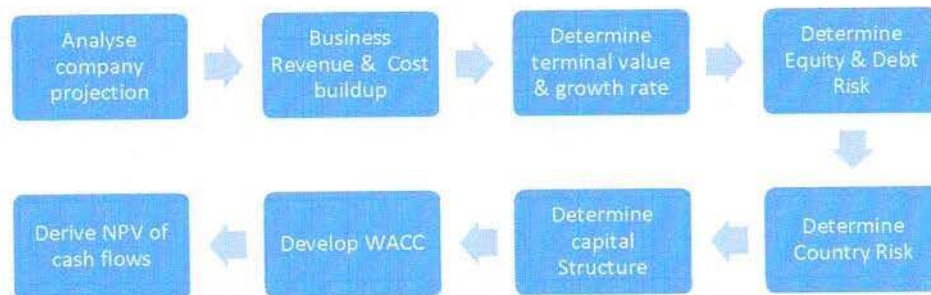 Analyse
company
projection
Business
Revenue & Cost
buildup
Determine
terminal value
& growth rate
Determine
Equity & Debt
Risk
Determine
Country Risk
Determine
capital
Structure
Develop WACC
Derive NPV of
cash flows